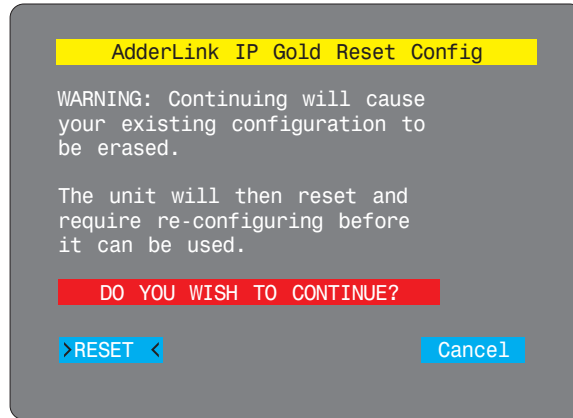 AdderLink IP Gold Reset Config
WARNING: Continuing will cause
your existing configuration to
be erased.
The unit will then reset and
require re-configuring before
it can be used.
DO YOU WISH TO CONTINUE?
>RESET < Cancel